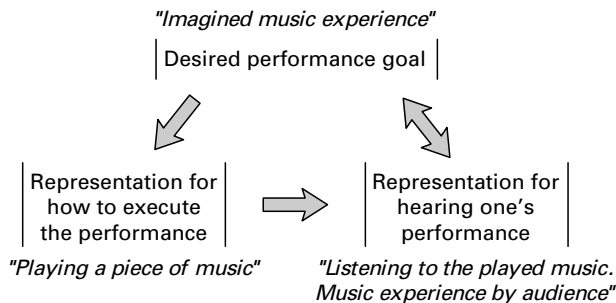 "Imagined music experience"
Desired performance goal
Representation for
how to execute
the performance
"Playing a piece of music"
Representation for
hearing one's
performance
"Listening to the played music.
Music experience by audience"